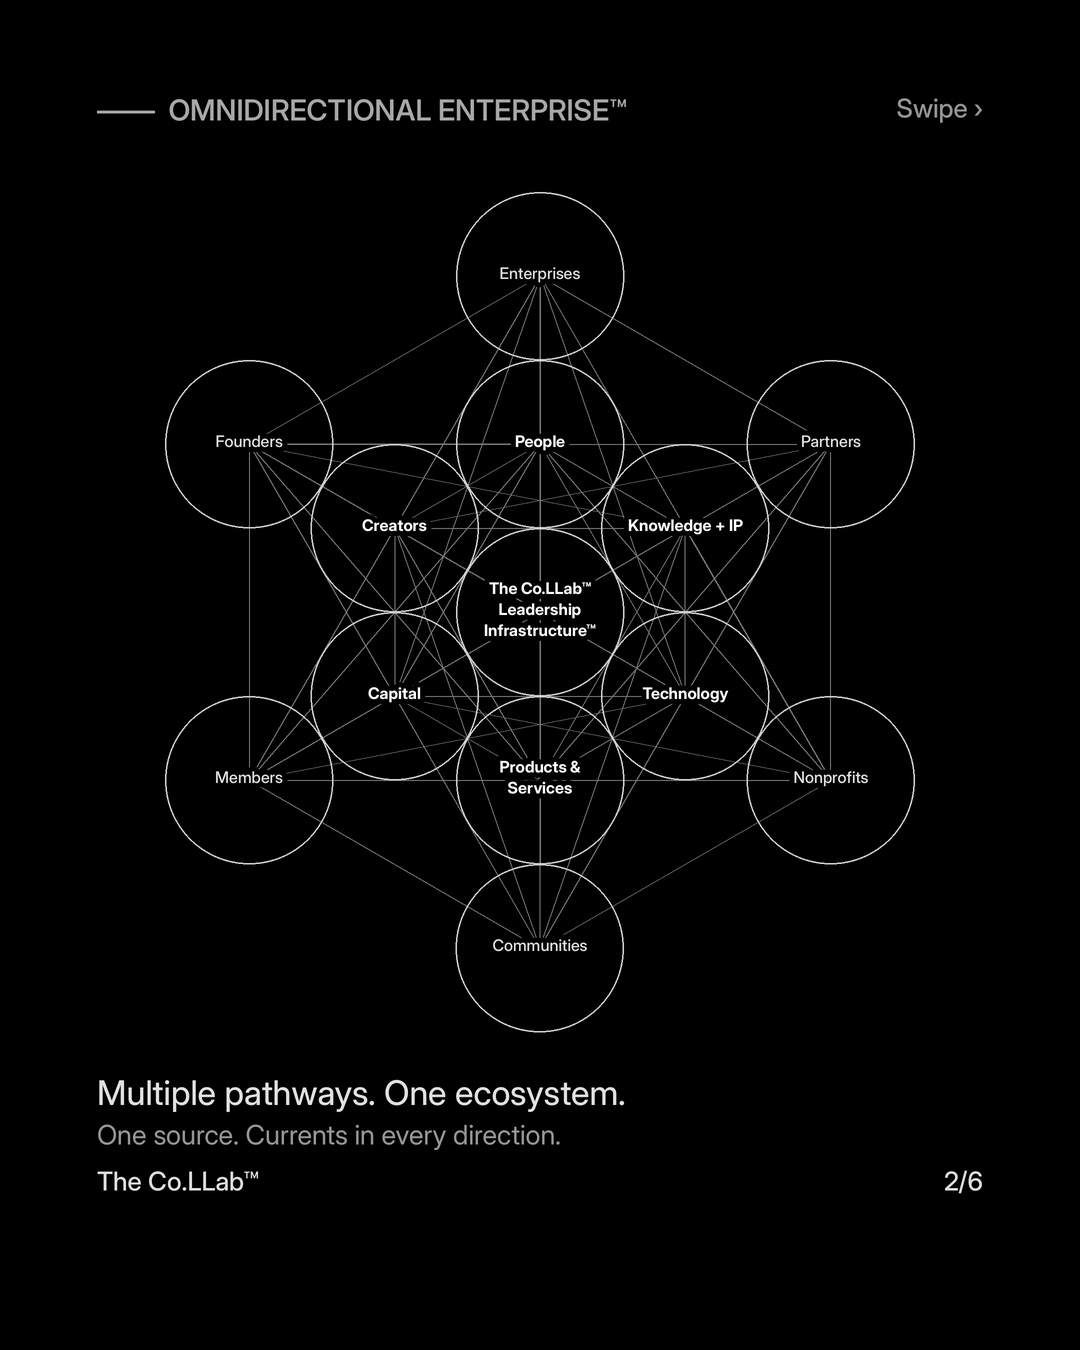 OMNIDIRECTIONAL ENTERPRISE™
Swipe ›
Enterprises
Founders
People
Partners
Creators
Knowledge + IP
The Co.LLab™
Leadership
Infrastructure™
Capital
Technology
Members
Products &
Services
Nonprofits
Communities
Multiple pathways. One ecosystem.
One source. Currents in every direction.
The Co.LLab™
2/6